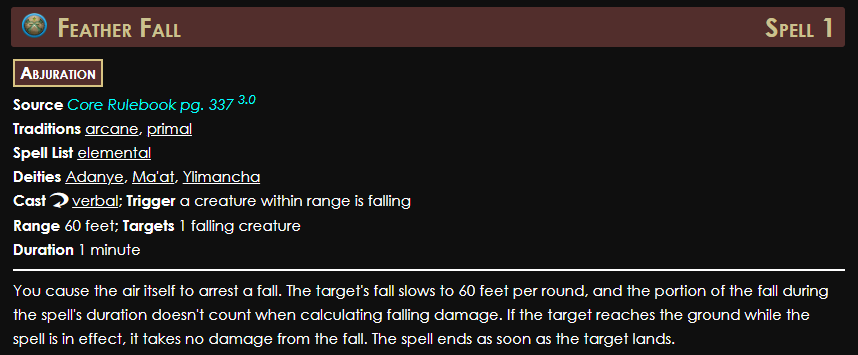 Feather Fall Spell 1
Abjuration
Source Core Rulebook pg. 337 3.0
Traditions arcane, primal
Spell List elemental
Deities Adanye, Ma'at, Ylimancha
Cast verbal; Trigger a creature within range is falling
Range 60 feet; Targets 1 falling creature
Duration 1 minute
You cause the air itself to arrest a fall. The target's fall slows to 60 feet per round, and the portion of the fall during
the spell's duration doesn't count when calculating falling damage. If the target reaches the ground while the
spell is in effect, it takes no damage from the fall. The spell ends as soon as the target lands.